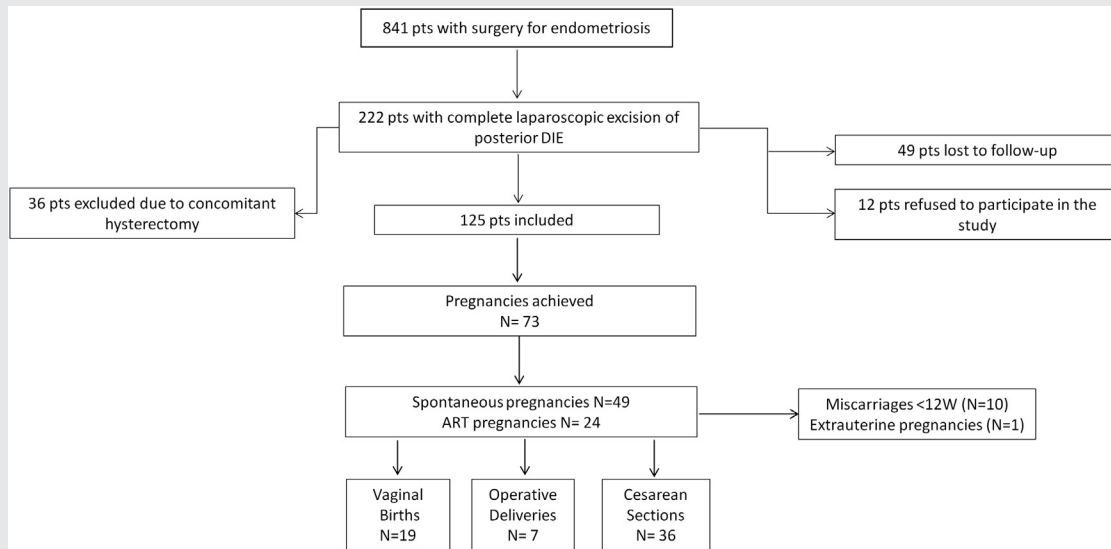 841 pts with surgery for endometriosis
222 pts with complete laparoscopic excision of
posterior DIE
49 pts lost to follow-up
36 pts excluded due to concomitant
hysterectomy
12 pts refused to participate in the
study
125 pts included
Pregnancies achieved
N= 73
Spontaneous pregnancies N=49
ART pregnancies N= 24
Miscarriages <12W (N=10)
Extrauterine pregnancies (N=1)
Vaginal
Births
N=19
Operative
Deliveries
N= 7
Cesarean
Sections
N= 36